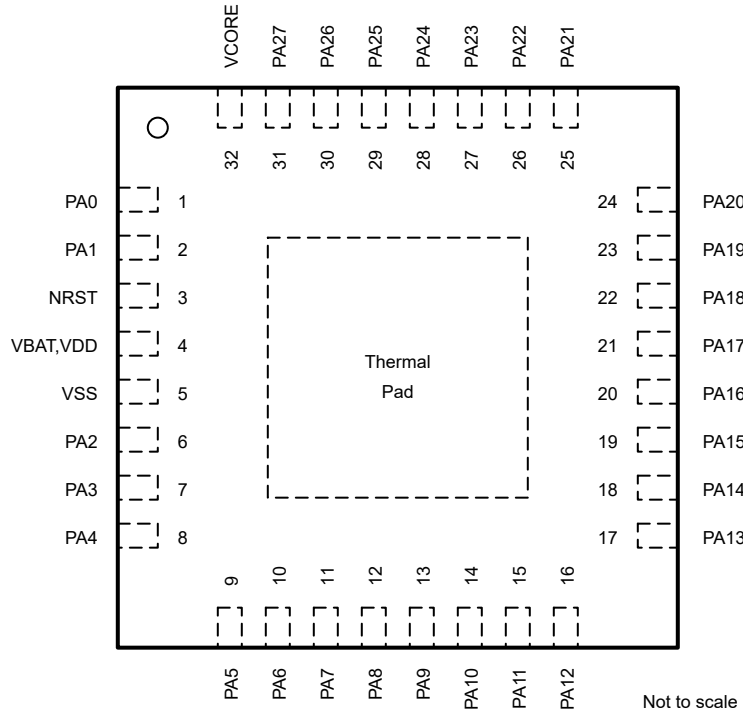 VCORE
PA27
PA26
PA25
PA24
PA23
PA22
PA21
32
31
30
29
28
27
26
25
PA0 1
PA1 2
NRST 3
VBAT,VDD 4
VSS 5
PA2 6
PA3 7
PA4 8
Thermal
Pad
24 PA20
23 PA19
22 PA18
21 PA17
20 PA16
19 PA15
18 PA14
17 PA13
9
10
11
12
13
14
15
16
PA5
PA6
PA7
PA8
PA9
PA10
PA11
PA12
Not to scale